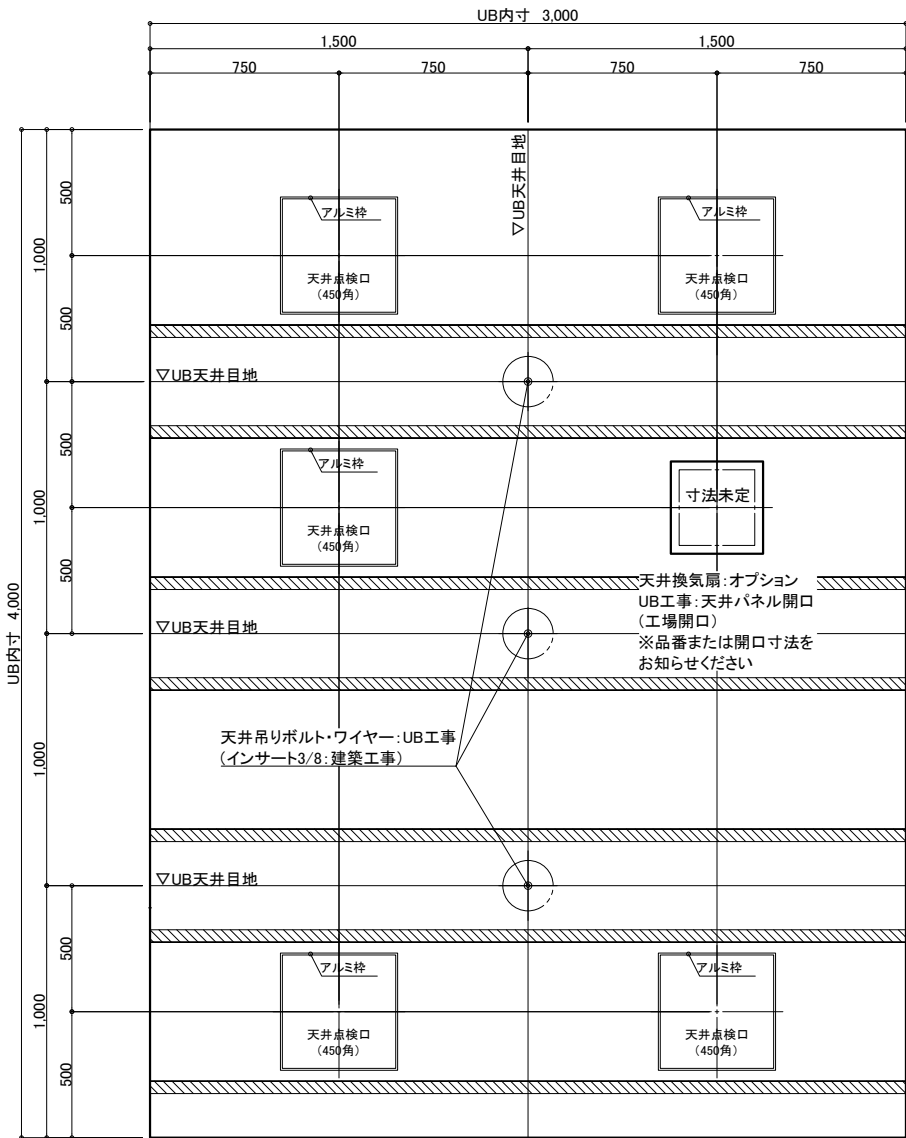 UB内寸 3,000
1,500
1,500
750
750
750
750
UB内寸 4,000
1,000
1,000
1,000
1,000
500
500
500
500
500
500
▽UB天井目地
アルミ枠
天井点検口
(450角)
アルミ枠
天井点検口
(450角)
▽UB天井目地
アルミ枠
天井点検口
(450角)
寸法未定
天井換気扇：オプション
UB工事：天井パネル開口
(工場開口)
※品番または開口寸法を
お知らせください
▽UB天井目地
天井吊りボルト・ワイヤー：UB工事
(インサート3/8：建築工事)
▽UB天井目地
アルミ枠
天井点検口
(450角)
アルミ枠
天井点検口
(450角)